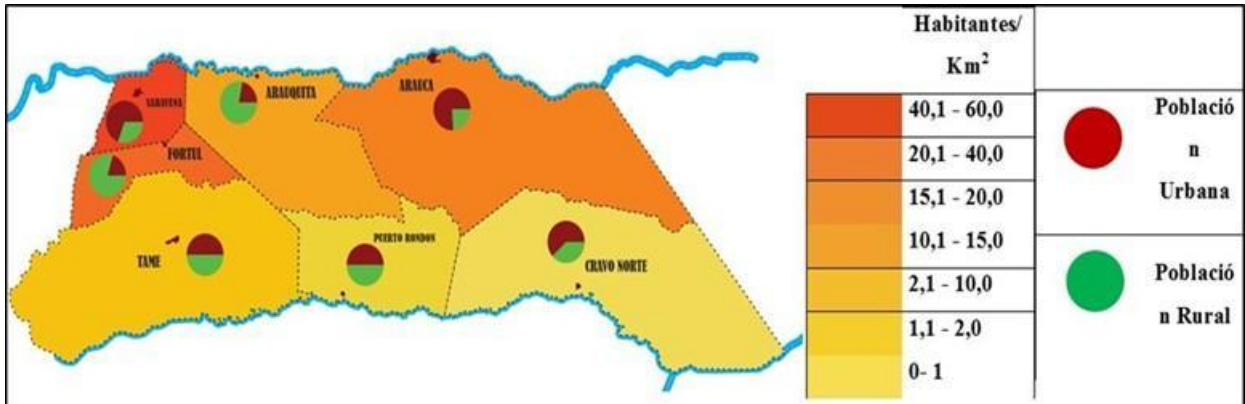 SARAVENA
ARAUQUITA
ARAUCA
FORTUL
TAME
PUERTO RONDON
CRAVO NORTE
Habitantes/
Km²
40,1 - 60,0
20,1 - 40,0
15,1 - 20,0
10,1 - 15,0
2,1 - 10,0
1,1 - 2,0
0- 1
Població
n
Urbana
Població
n Rural